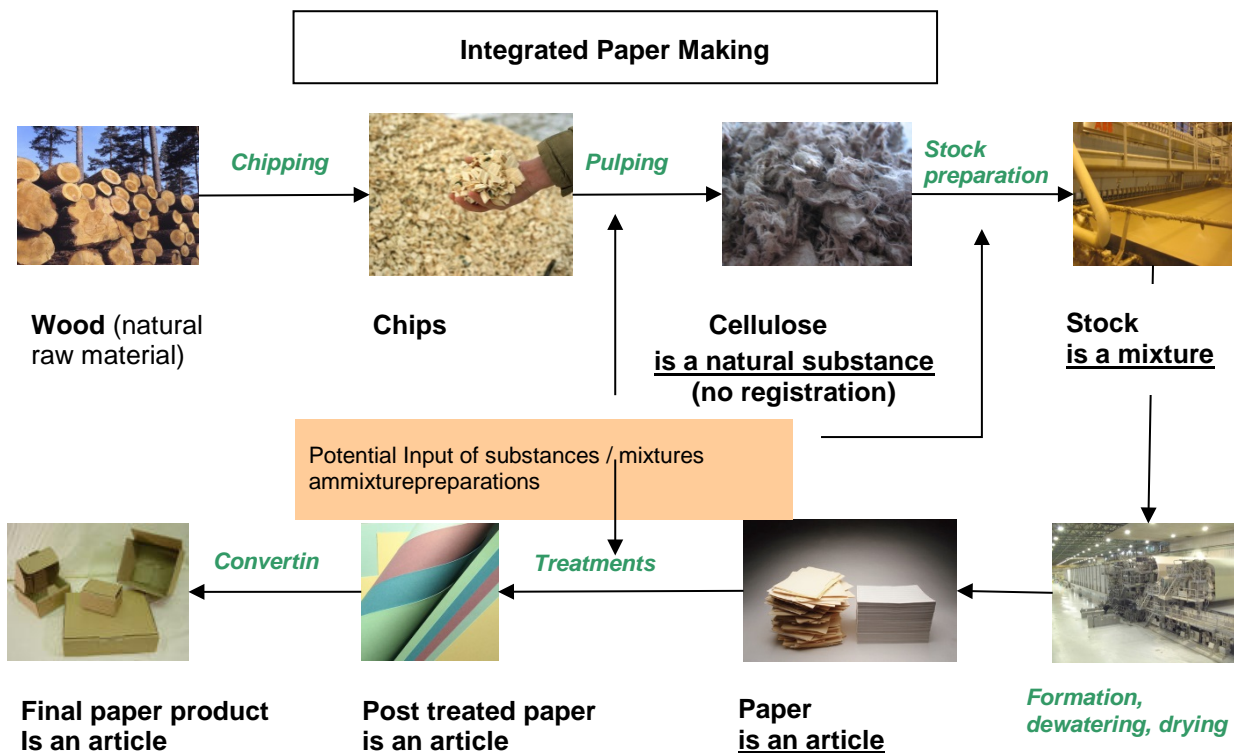 Integrated Paper Making
Chipping
Pulping
Stock
preparation
Wood (natural
raw material)
Chips
Cellulose
is a natural substance
(no registration)
Stock
is a mixture
Potential Input of substances / mixtures
ammixturepreparations
Convertin
Treatments
Final paper product
Is an article
Post treated paper
is an article
Paper
is an article
Formation,
dewatering, drying